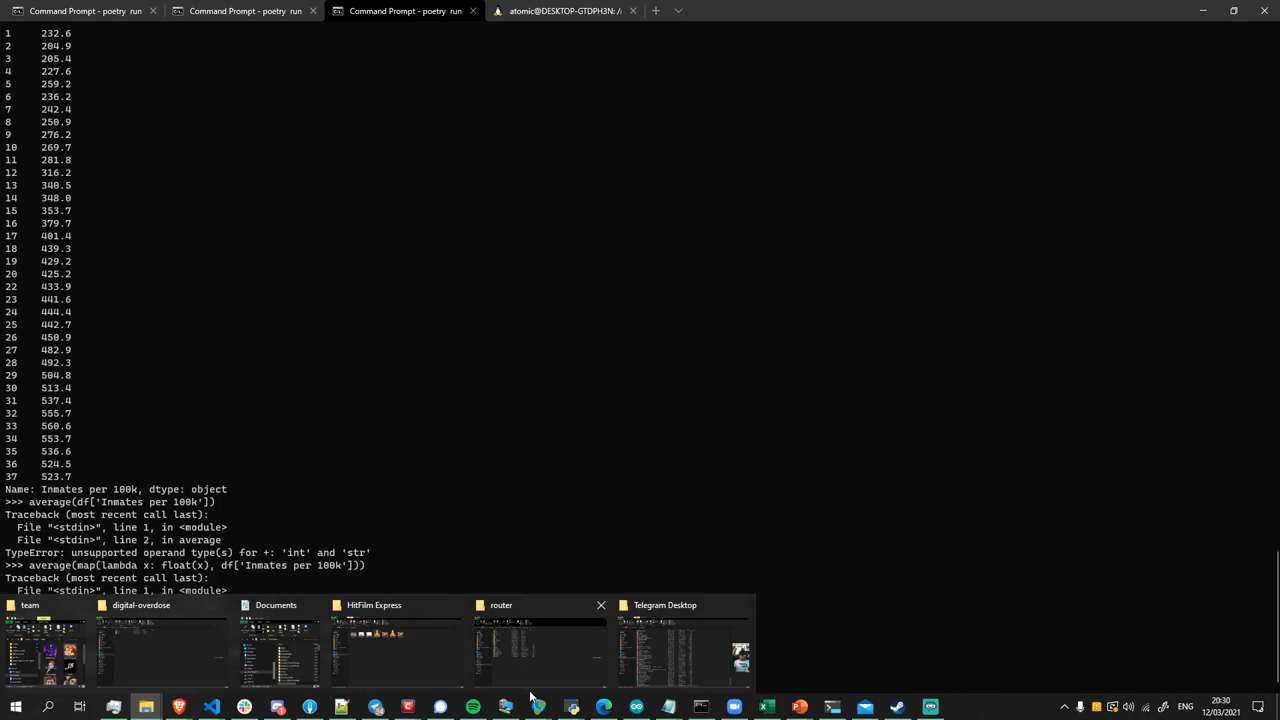 Command Prompt - poetry run
Command Prompt - poetry run
Command Prompt - poetry run
atomic@DESKTOP-GTDPH3N: /
1 232.6
2 204.9
3 205.4
4 227.6
5 259.2
6 236.2
7 242.4
8 250.9
9 276.2
10 269.7
11 281.8
12 316.2
13 340.5
14 348.0
15 353.7
16 379.7
17 401.4
18 439.3
19 429.2
20 425.2
22 433.9
23 441.6
24 444.4
25 442.7
26 450.9
27 482.9
28 492.3
29 504.8
30 513.4
31 537.4
32 555.7
33 560.6
34 553.7
35 536.6
36 524.5
37 523.7
Name: Inmates per 100k, dtype: object
>>> average(df['Inmates per 100k'])
Traceback (most recent call last):
File "<stdin>", line 1, in <module>
File "<stdin>", line 2, in average
TypeError: unsupported operand type(s) for +: 'int' and 'str'
>>> average(map(lambda x: float(x), df['Inmates per 100k']))
Traceback (most recent call last):
File "<stdin>", line 1, in <module>
team
digital-overdose
Documents
HitFilm Express
router
Telegram Desktop
ENG
20:30
12/03/2021